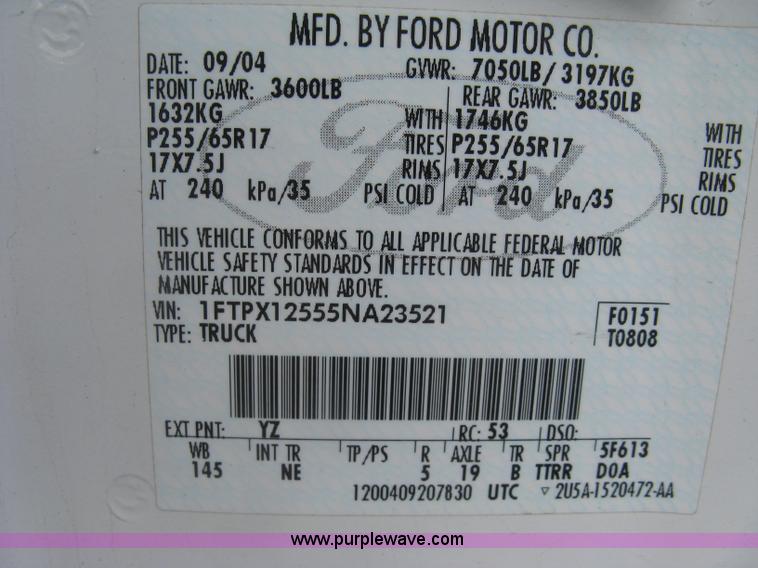 MFD. BY FORD MOTOR CO.
DATE: 09/04 GVWR: 7050LB/ 3197KG
FRONT GAWR: 3600LB REAR GAWR: 3850LB
1632KG WITH 1746KG WITH
P255/65R17 TIRES P255/65R17 TIRES
17X7.5J RIMS 17X7.5J RIMS
AT 240 kPa/35 PSI COLD AT 240 kPa/35 PSI COLD
Ford
THIS VEHICLE CONFORMS TO ALL APPLICABLE FEDERAL MOTOR
VEHICLE SAFETY STANDARDS IN EFFECT ON THE DATE OF
MANUFACTURE SHOWN ABOVE.
VIN: 1FTPX12555NA23521 F0151
TYPE: TRUCK T0808
EXT PNT: YZ RC: 53 DSO:
WB INT TR TP/PS R AXLE TR SPR 5F613
145 NE 5 19 B TTRR DOA
1200409207830 UTC ▽ 2U5A-1520472-AA
www.purplewave.com